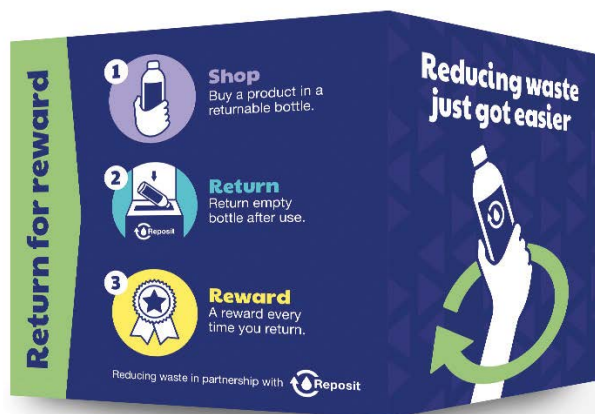 Return for reward
1
Shop
Buy a product in a
returnable bottle.
2
Return
Return empty
bottle after use.
Reposit
3
Reward
A reward every
time you return.
Reducing waste in partnership with Reposit
Reducing waste
just got easier